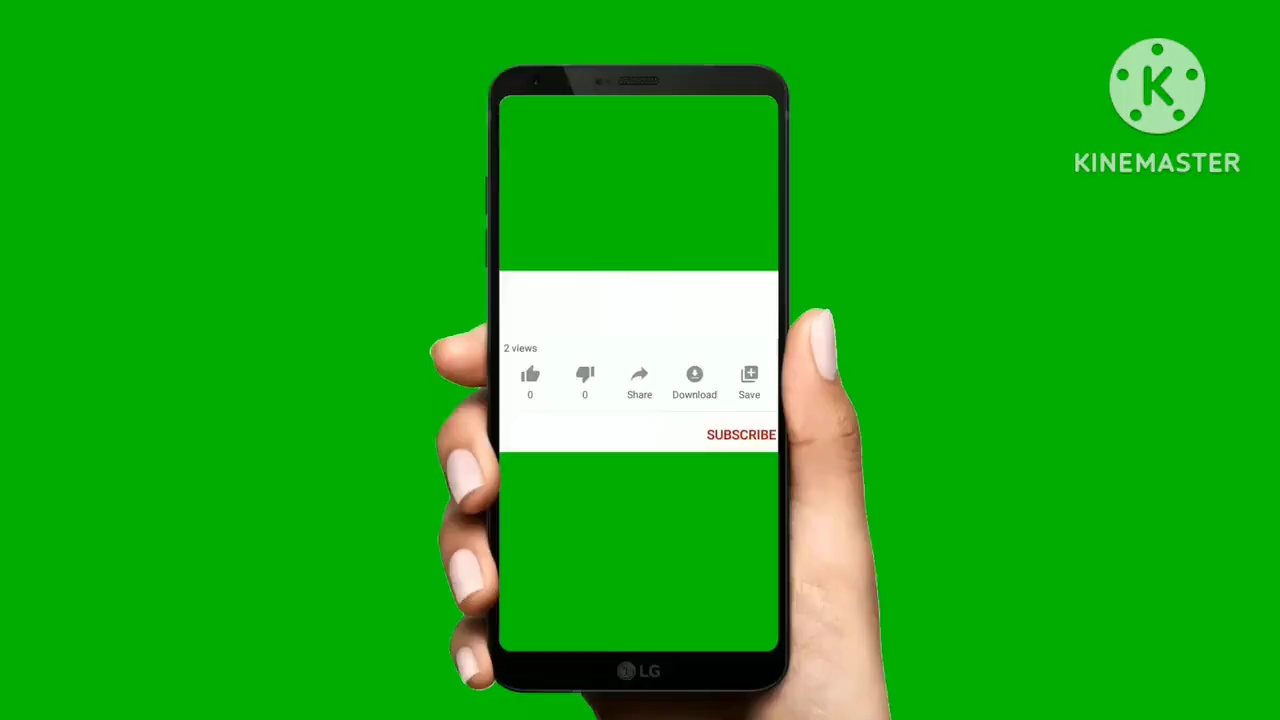 K
KINEMASTER
2 views
0 0 Share Download Save
SUBSCRIBE
LG